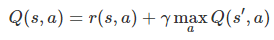 Q(s, a) = r(s, a) + γ max Q(s′, a)
a